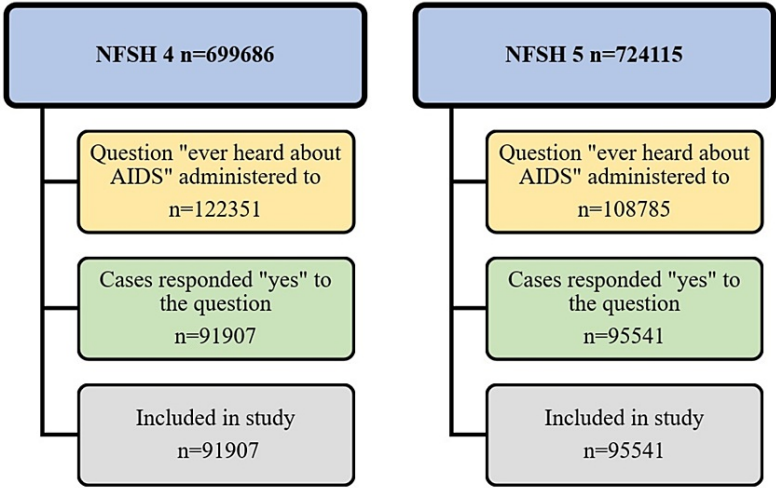 NFSH 4 n=699686
Question "ever heard about
AIDS" administered to
n=122351
Cases responded "yes" to
the question
n=91907
Included in study
n=91907
NFSH 5 n=724115
Question "ever heard about
AIDS" administered to
n=108785
Cases responded "yes" to
the question
n=95541
Included in study
n=95541